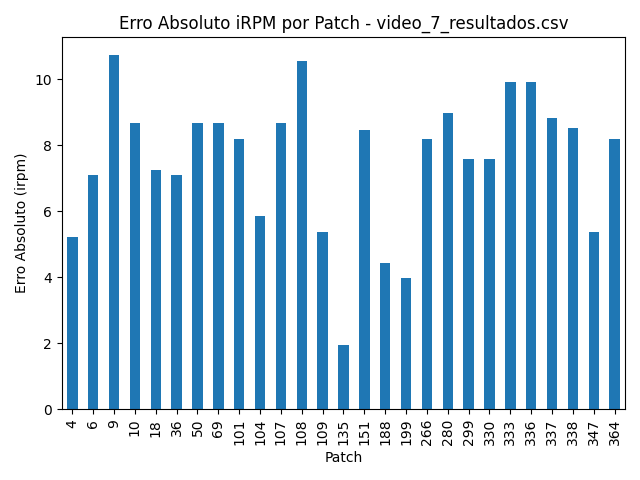 Erro Absoluto iRPM por Patch - video_7_resultados.csv
Erro Absoluto (irpm)
10
8
6
4
2
0
4 6 9 10 18 36 50 69 101 104 107 108 109 135 151 188 199 266 280 299 330 333 336 337 338 347 364
Patch